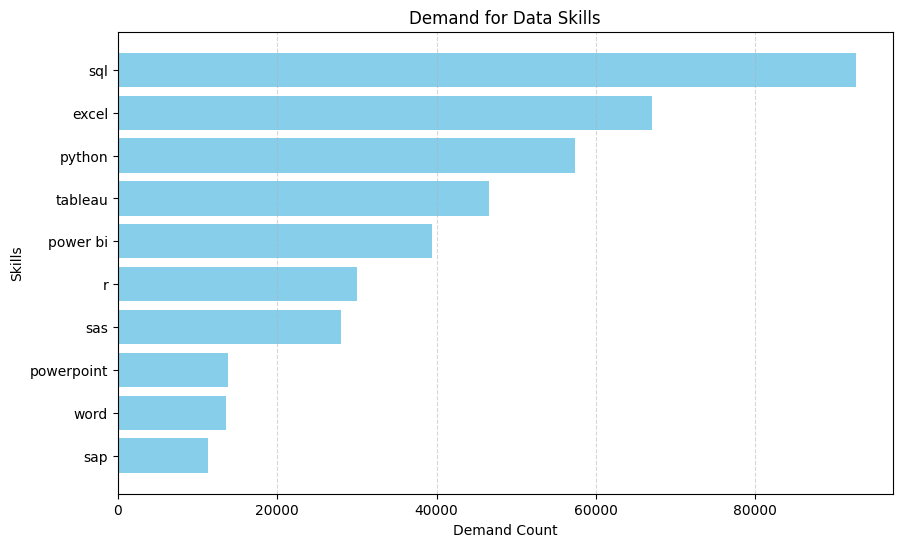 Demand for Data Skills
sql
excel
python
tableau
power bi
r
sas
powerpoint
word
sap
Skills
0 20000 40000 60000 80000
Demand Count